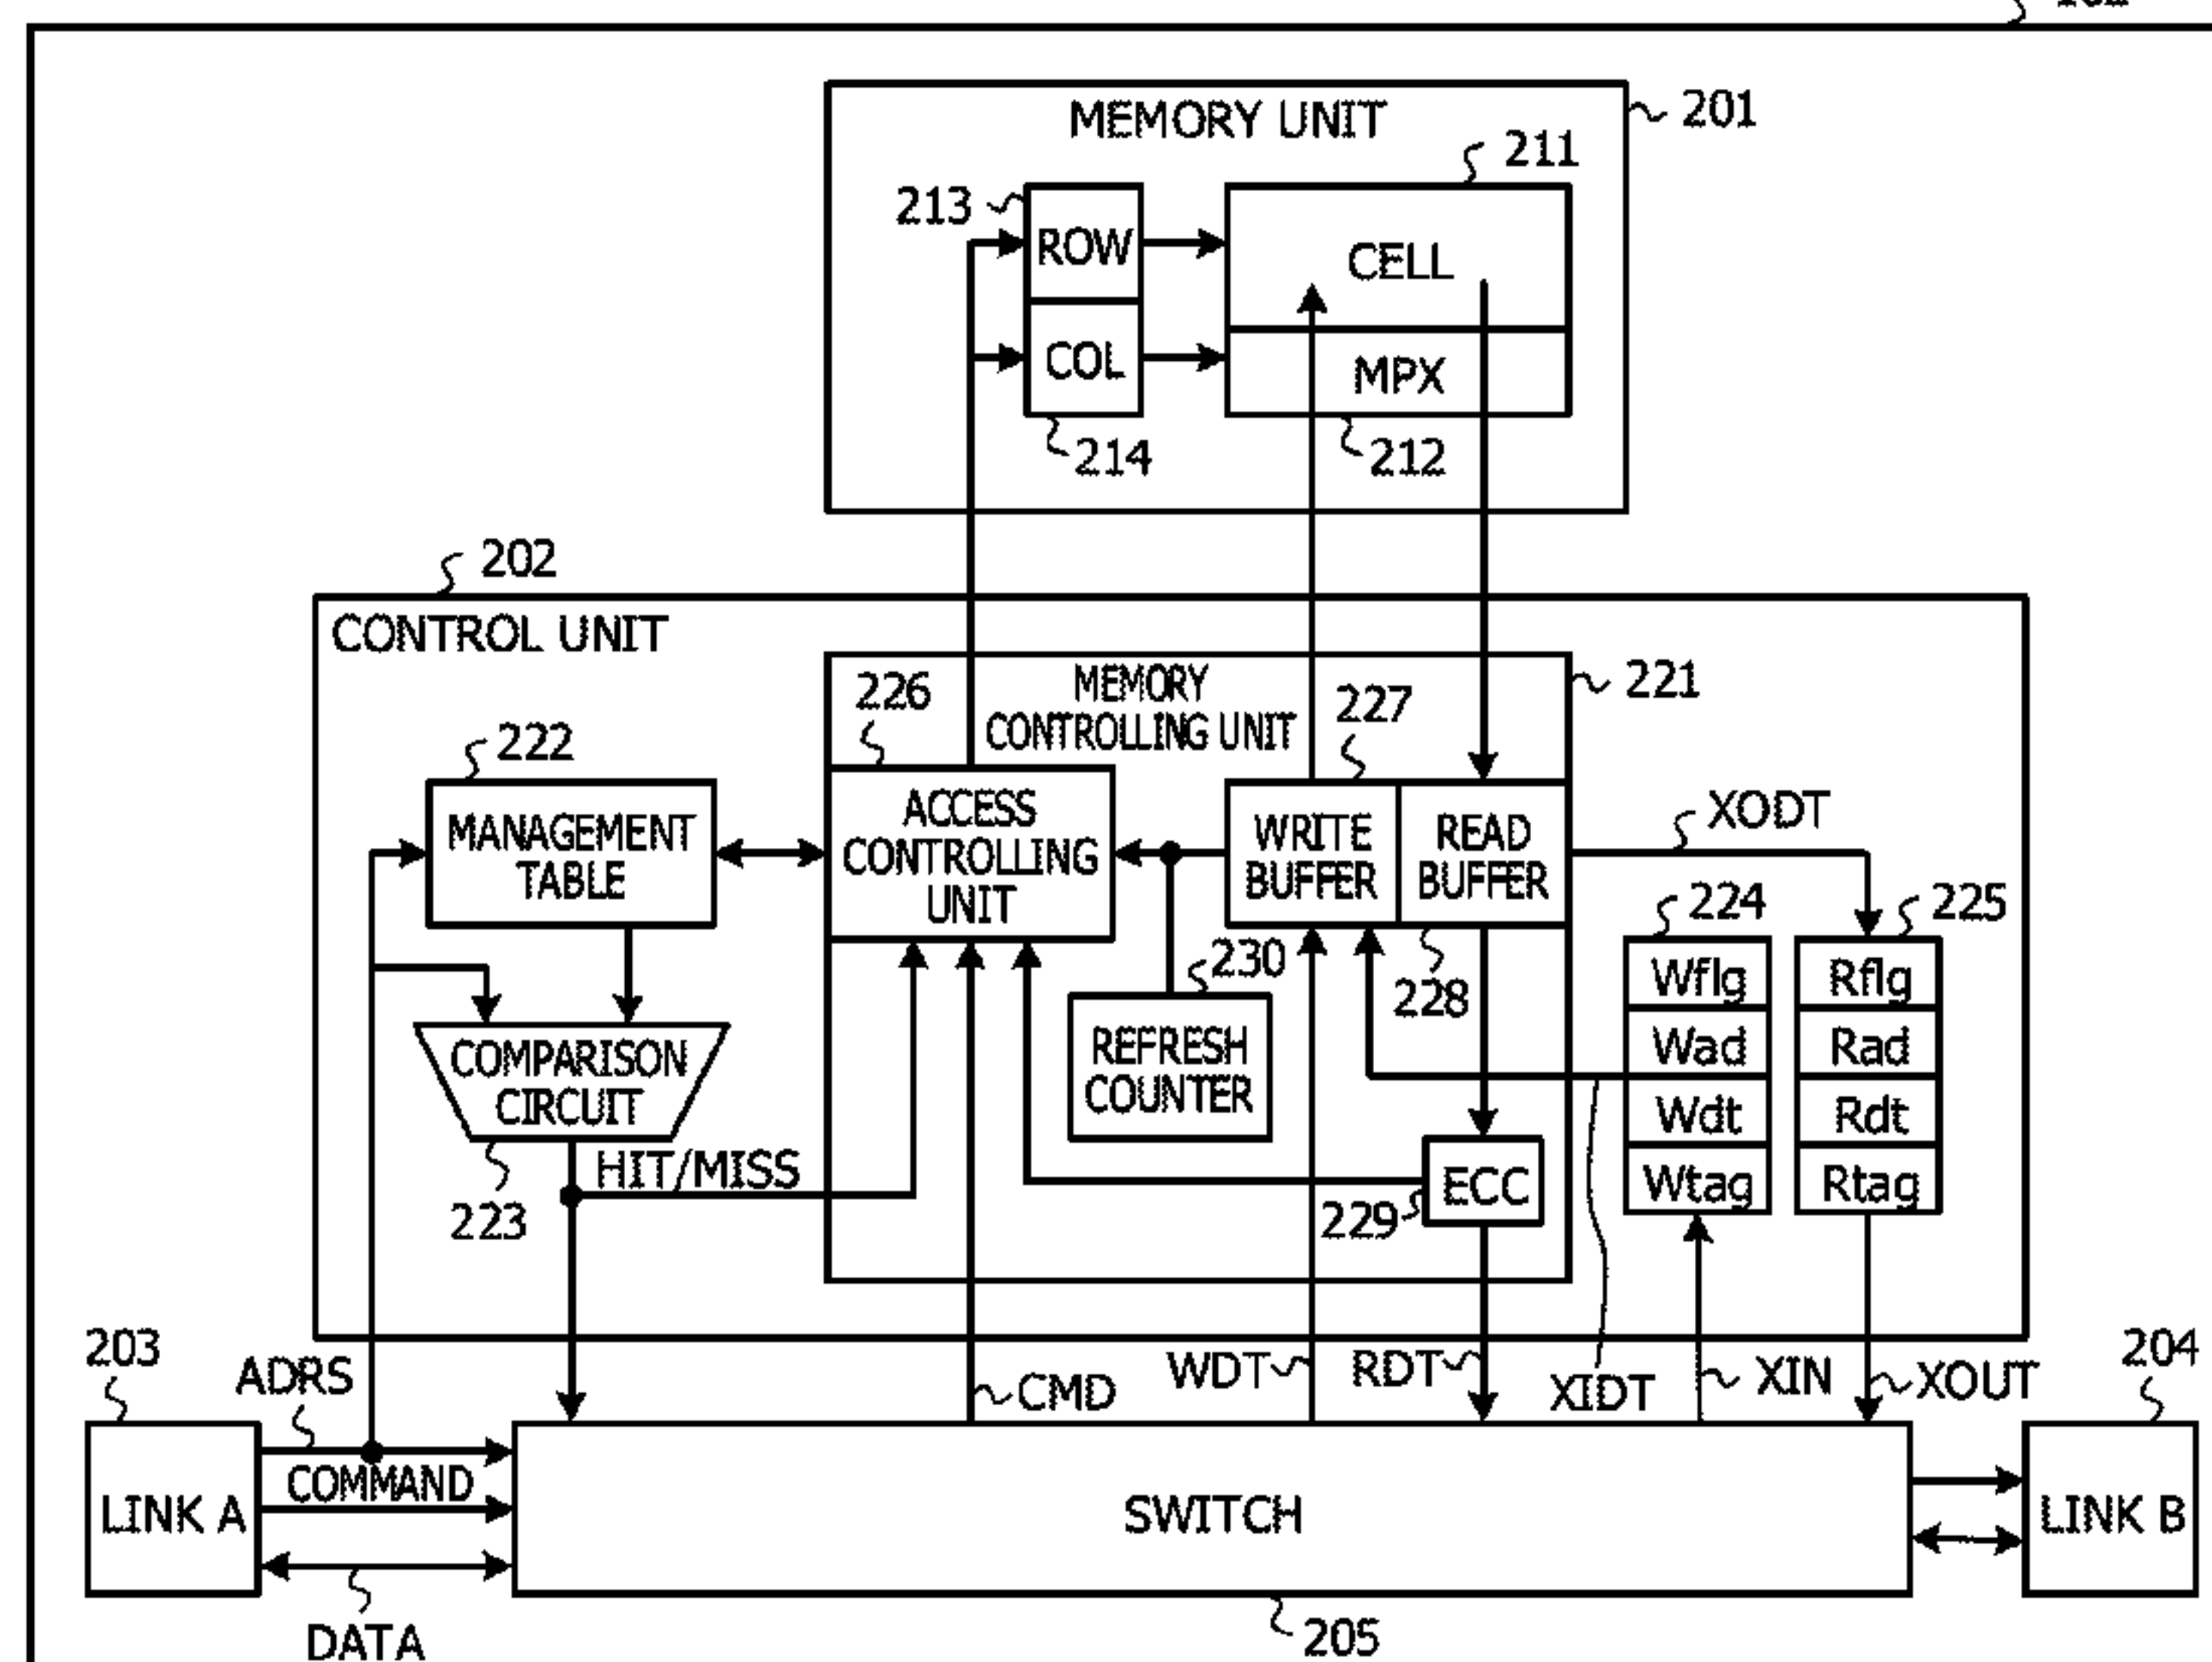 MEMORY UNIT
201
211
213
ROW
CELL
COL
MPX
214
212
202
CONTROL UNIT
226
MEMORY
CONTROLLING UNIT
227
221
222
MANAGEMENT
TABLE
ACCESS
CONTROLLING
UNIT
WRITE
BUFFER
READ
BUFFER
XODT
224
225
230
228
Wflg
Wad
Wdt
Wtag
Rflg
Rad
Rdt
Rtag
COMPARISON
CIRCUIT
REFRESH
COUNTER
HIT/MISS
223
ECC
229
203
ADRS
CMD
WDT
RDT
XIDT
XIN
XOUT
204
LINK A
COMMAND
SWITCH
LINK B
DATA
205